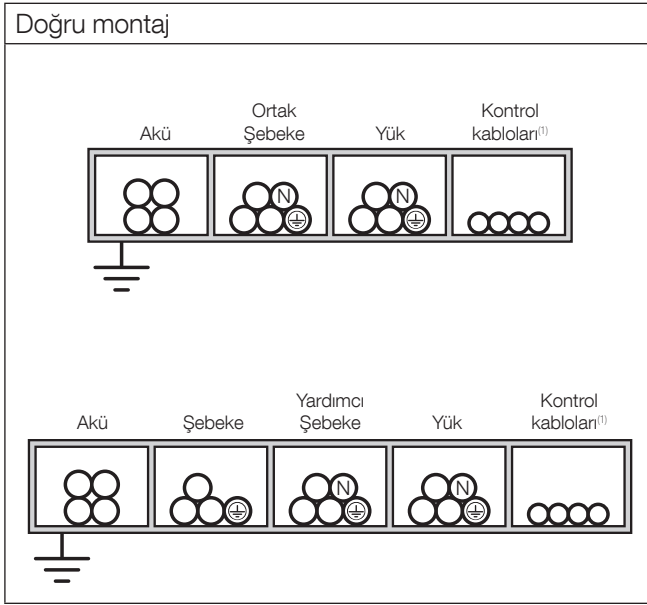 Doğru montaj
Akü
Ortak
Şebeke
Yük
Kontrol
kabloları(1)
N
N
Akü
Şebeke
Yardımcı
Şebeke
Yük
Kontrol
kabloları(1)
N
N